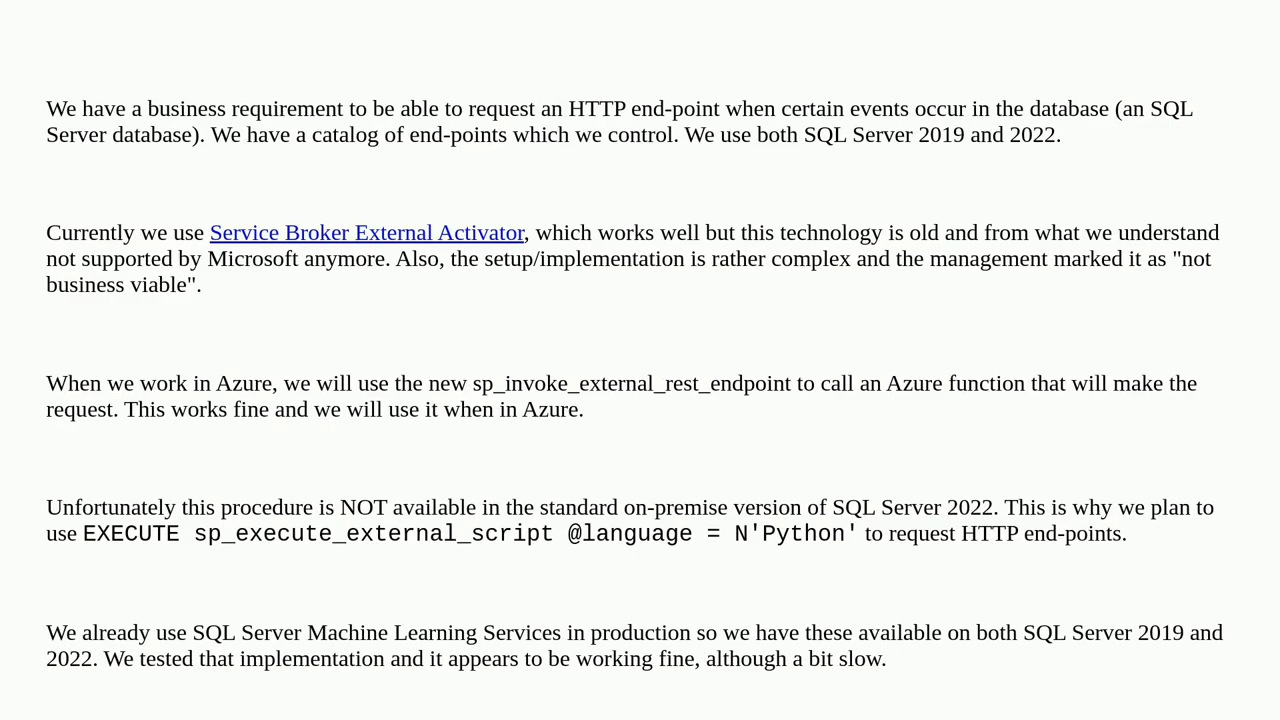 We have a business requirement to be able to request an HTTP end-point when certain events occur in the database (an SQL
Server database). We have a catalog of end-points which we control. We use both SQL Server 2019 and 2022.
Currently we use Service Broker External Activator, which works well but this technology is old and from what we understand
not supported by Microsoft anymore. Also, the setup/implementation is rather complex and the management marked it as "not
business viable".
When we work in Azure, we will use the new sp_invoke_external_rest_endpoint to call an Azure function that will make the
request. This works fine and we will use it when in Azure.
Unfortunately this procedure is NOT available in the standard on-premise version of SQL Server 2022. This is why we plan to
use EXECUTE sp_execute_external_script @language = N'Python' to request HTTP end-points.
We already use SQL Server Machine Learning Services in production so we have these available on both SQL Server 2019 and
2022. We tested that implementation and it appears to be working fine, although a bit slow.